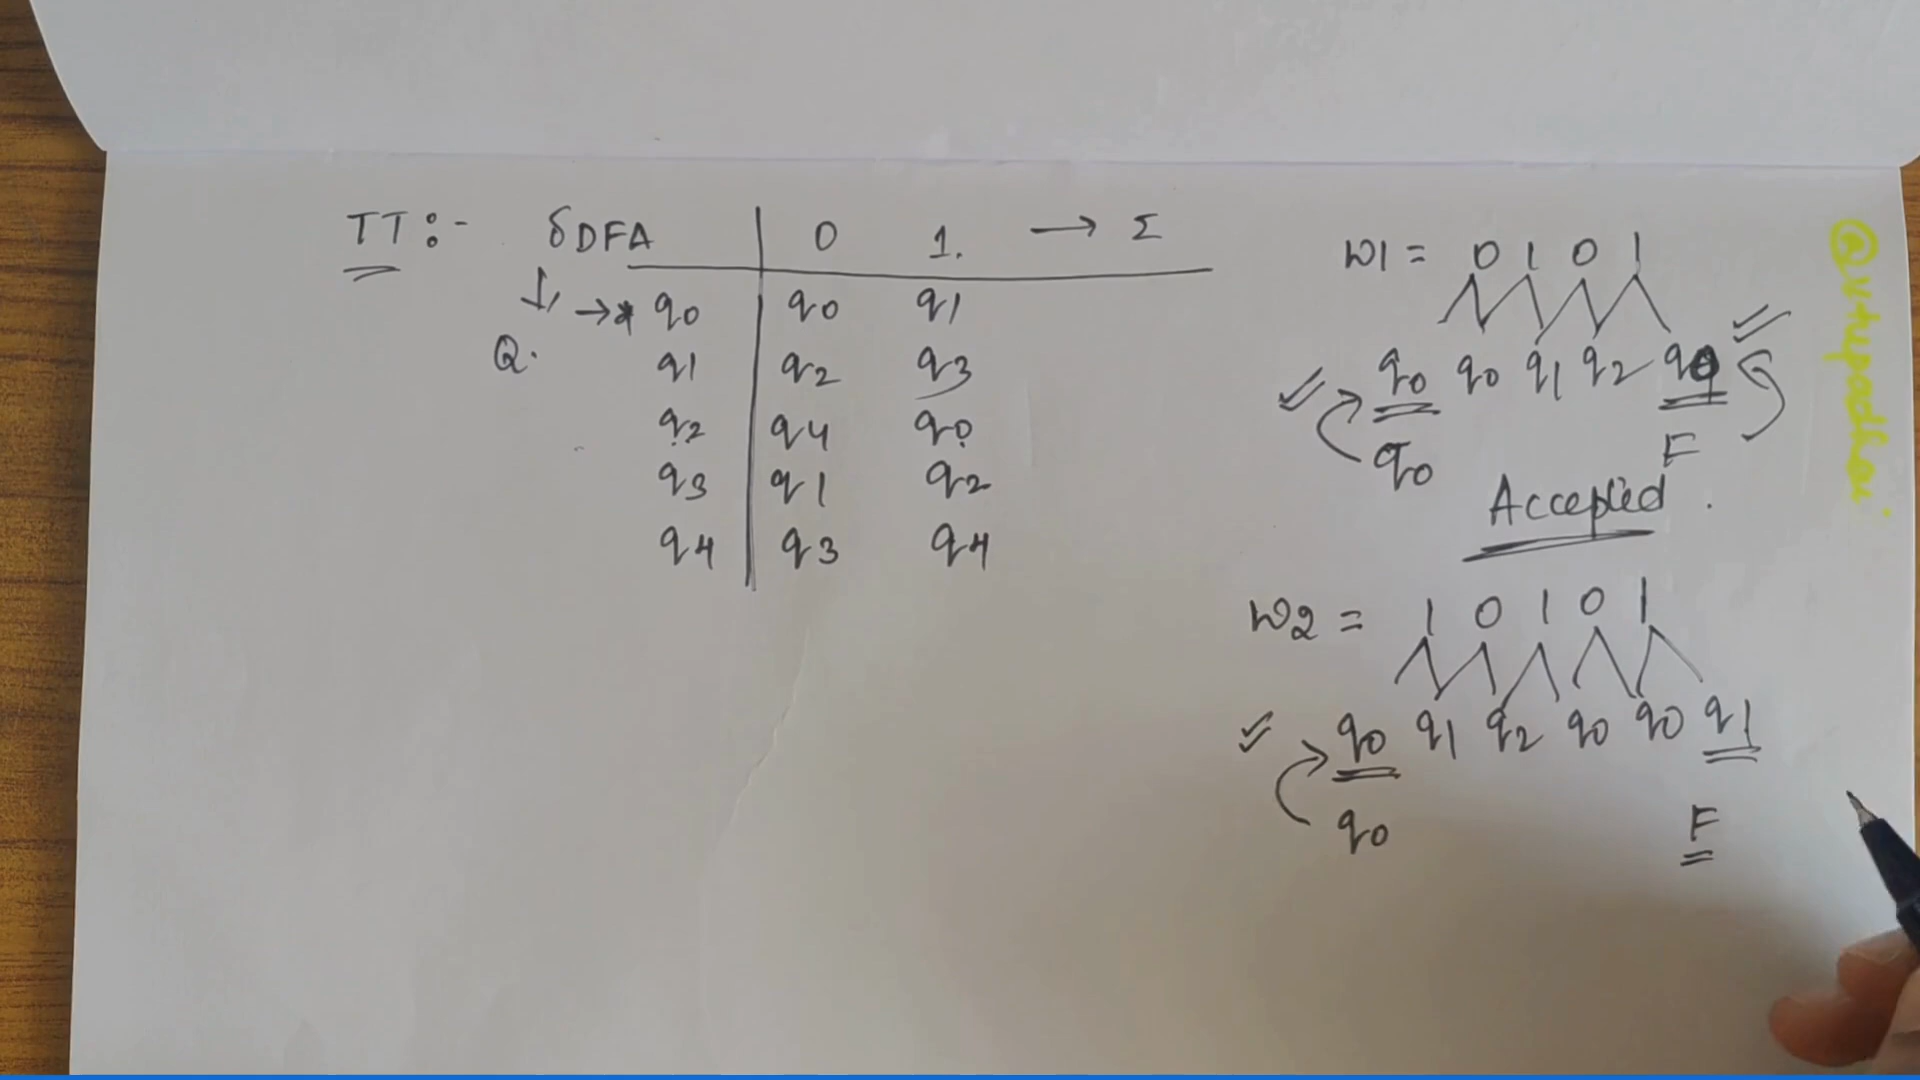 TT :- δDFA 0 1. → Σ
→* q0 q0 q1
Q.
q1 q2 q3
q2 q4 q0
q3 q1 q2
q4 q3 q4
w1 = 0 1 0 1
q0 q0 q1 q2 q0
q0 F
Accepted.
w2 = 1 0 1 0 1
q0 q1 q2 q0 q0 q1
q0 F
@vtupadhai